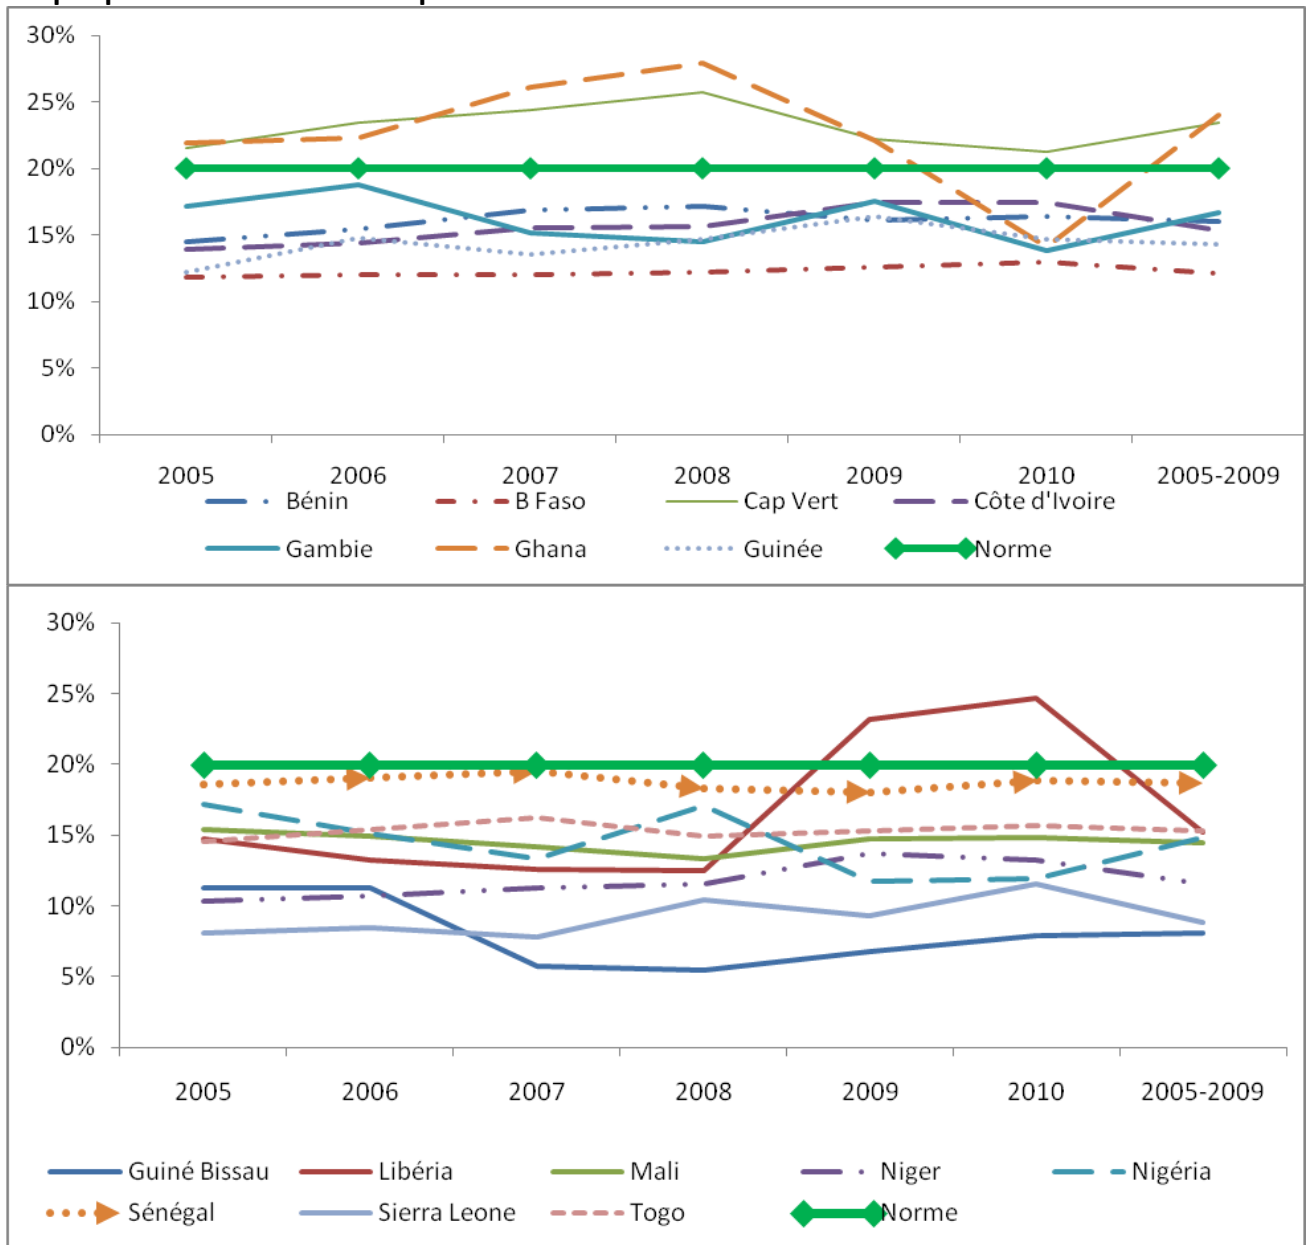 30%
25%
20%
15%
10%
5%
0%
2005 2006 2007 2008 2009 2010 2005-2009
Bénin B Faso Cap Vert Côte d'Ivoire
Gambie Ghana Guinée Norme
30%
25%
20%
15%
10%
5%
0%
2005 2006 2007 2008 2009 2010 2005-2009
Guiné Bissau Libéria Mali Niger Nigéria
Sénégal Sierra Leone Togo Norme